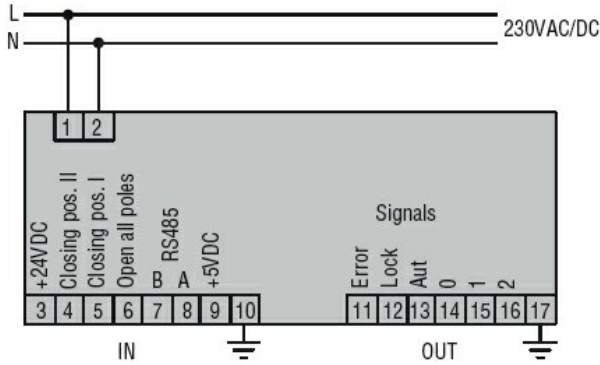 L
N
230VAC/DC
1 2
+24VDC
Closing pos. II
Closing pos. I
Open all poles
B
RS485
A
+5VDC
Signals
Error
Lock
Aut
0
1
2
3 4 5 6 7 8 9 10
11 12 13 14 15 16 17
IN
OUT